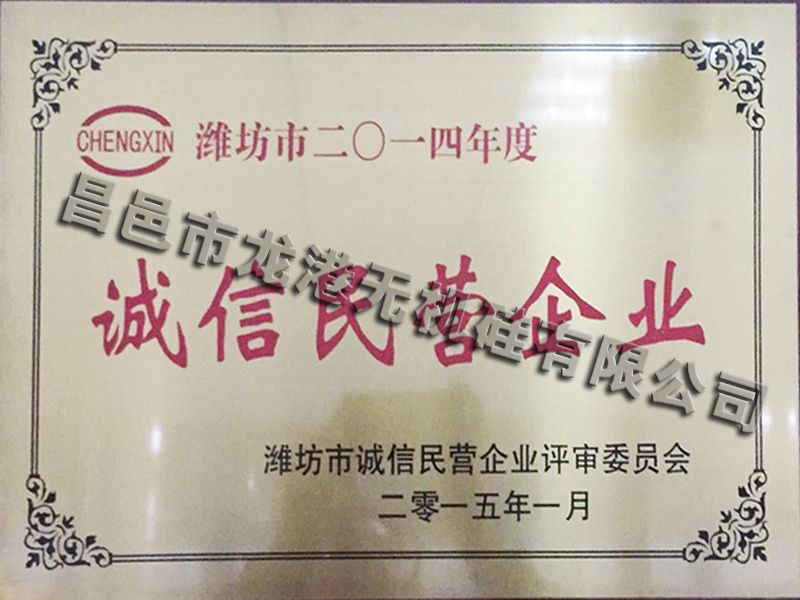 CHENGXIN 潍坊市二〇一四年度
诚信民营企业
昌邑市龙港无机硅有限公司
潍坊市诚信民营企业评审委员会
二零一五年一月